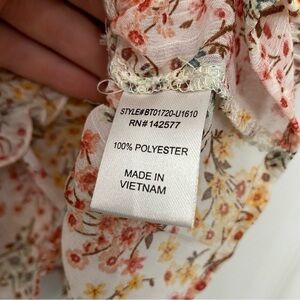 STYLE#BT01720-U1610
RN#142577
100% POLYESTER
MADE IN
VIETNAM